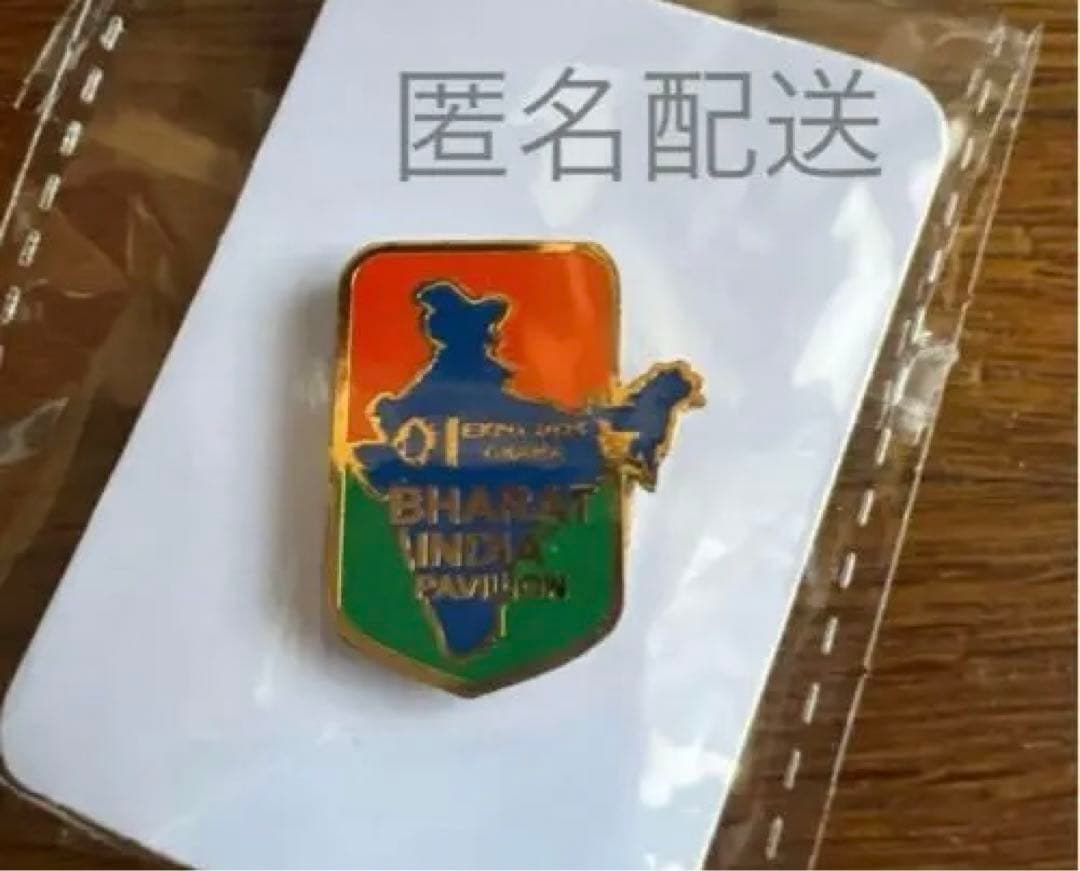 匿名配送
EXPO 2025
OSAKA
BHARAT
INDIA
PAVILION